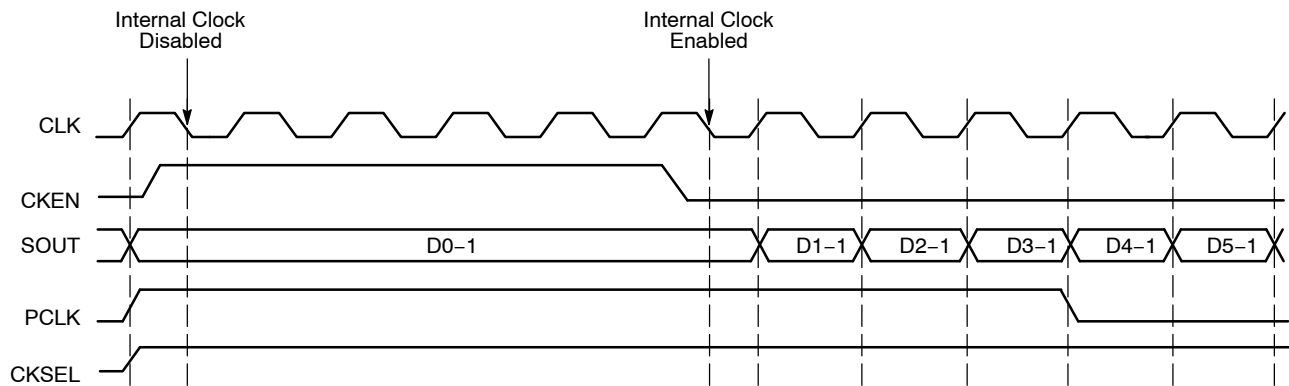 Internal Clock
Disabled
Internal Clock
Enabled
CLK
CKEN
SOUT
D0−1
D1−1
D2−1
D3−1
D4−1
D5−1
PCLK
CKSEL